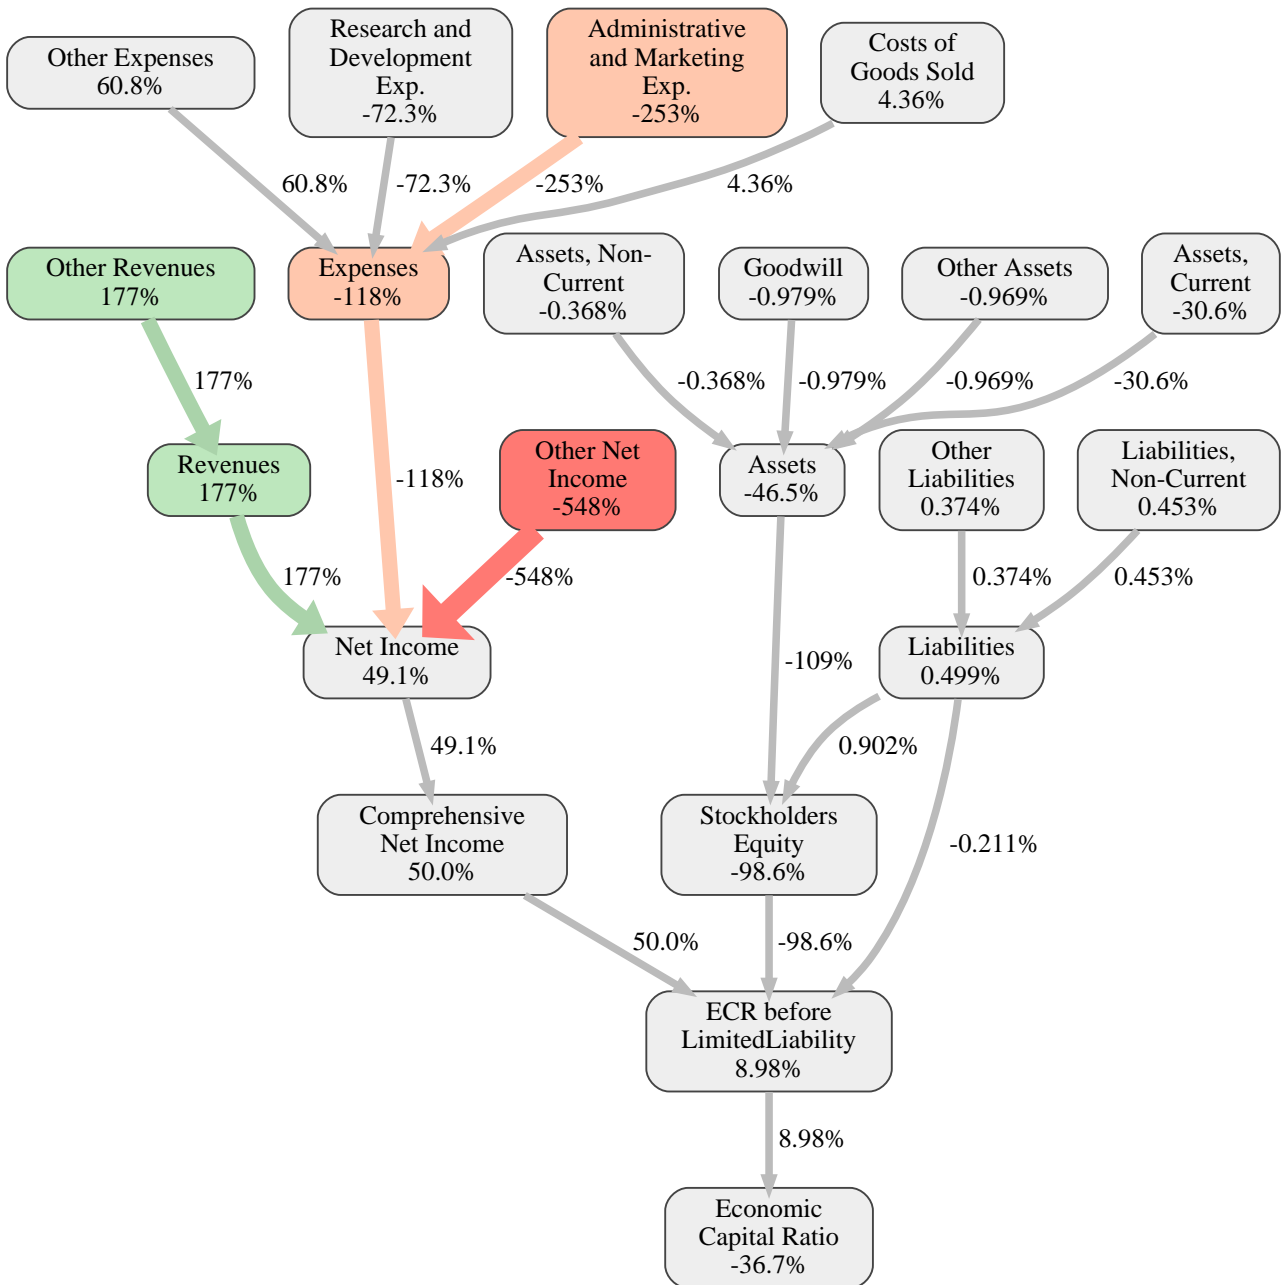 Other Expenses
60.8%
Research and
Development
Exp.
-72.3%
Administrative
and Marketing
Exp.
-253%
Costs of
Goods Sold
4.36%
60.8%
-72.3%
-253%
4.36%
Other Revenues
177%
Expenses
-118%
Assets, Non-
Current
-0.368%
Goodwill
-0.979%
Other Assets
-0.969%
Assets,
Current
-30.6%
177%
-0.368%
-0.979%
-0.969%
-30.6%
Revenues
177%
-118%
Other Net
Income
-548%
Assets
-46.5%
Other
Liabilities
0.374%
Liabilities,
Non-Current
0.453%
177%
-548%
0.374%
0.453%
Net Income
49.1%
-109%
Liabilities
0.499%
49.1%
0.902%
Comprehensive
Net Income
50.0%
Stockholders
Equity
-98.6%
-0.211%
50.0%
-98.6%
ECR before
LimitedLiability
8.98%
8.98%
Economic
Capital Ratio
-36.7%